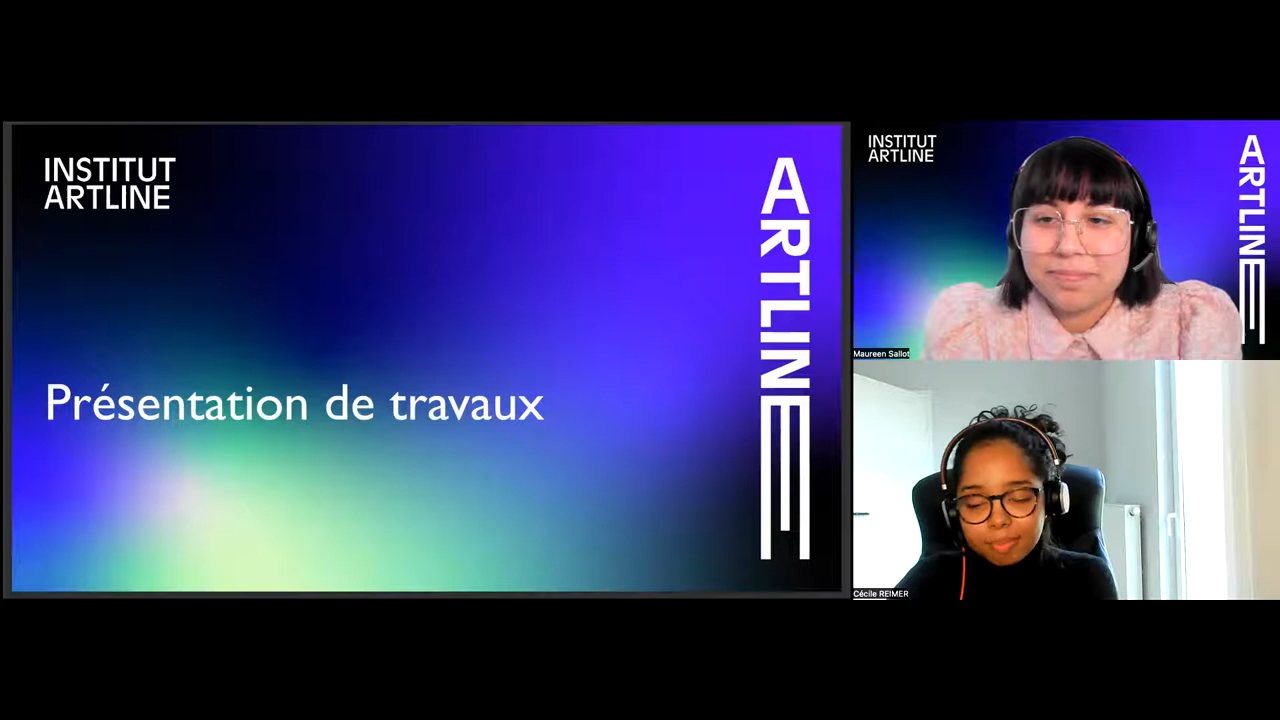 INSTITUT
ARTLINE
ARTLINE
Présentation de travaux
INSTITUT
ARTLINE
ARTLINE
Maureen Sallot
Cécile REIMER